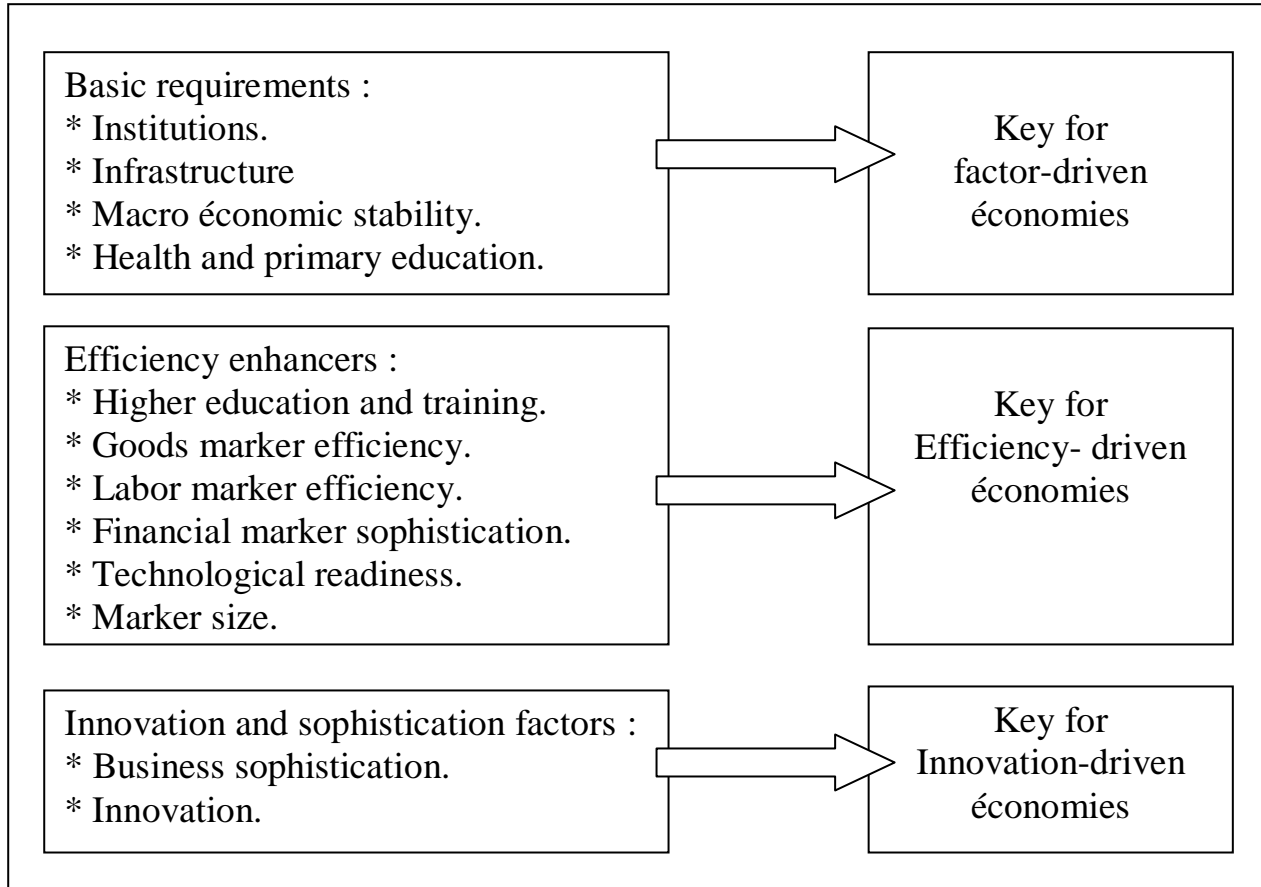 Basic requirements :
* Institutions.
* Infrastructure
* Macro économic stability.
* Health and primary education.
Key for
factor-driven
économies
Efficiency enhancers :
* Higher education and training.
* Goods marker efficiency.
* Labor marker efficiency.
* Financial marker sophistication.
* Technological readiness.
* Marker size.
Key for
Efficiency- driven
économies
Innovation and sophistication factors :
* Business sophistication.
* Innovation.
Key for
Innovation-driven
économies